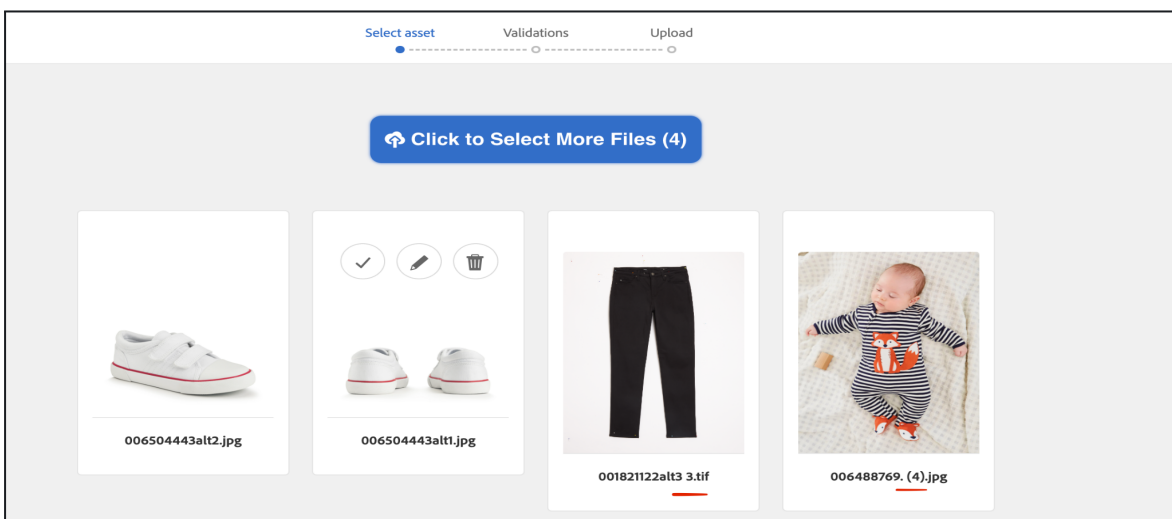 Select asset Validations Upload
Click to Select More Files (4)
006504443alt2.jpg
006504443alt1.jpg
001821122alt3 3.tif
006488769. (4).jpg